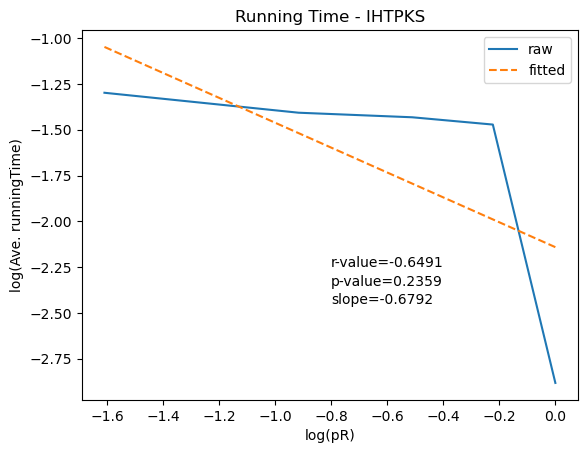 Running Time - IHTPKS
raw
fitted
log(Ave. runningTime)
−1.00
−1.25
−1.50
−1.75
−2.00
−2.25
−2.50
−2.75
r-value=-0.6491
p-value=0.2359
slope=-0.6792
−1.6 −1.4 −1.2 −1.0 −0.8 −0.6 −0.4 −0.2 0.0
log(pR)